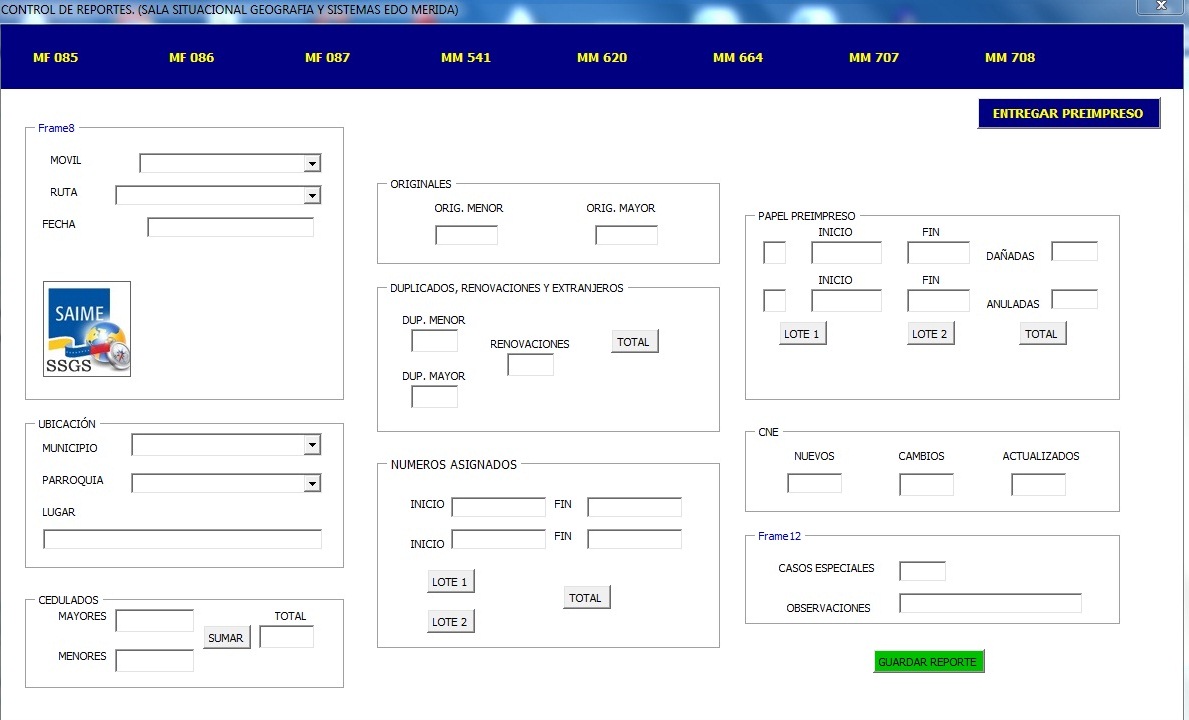 CONTROL DE REPORTES. (SALA SITUACIONAL GEOGRAFIA Y SISTEMAS EDO MERIDA)
X
MF 085 MF 086 MF 087 MM 541 MM 620 MM 664 MM 707 MM 708
ENTREGAR PREIMPRESO
Frame8
MOVIL
RUTA
FECHA
SAIME
SSGS
UBICACIÓN
MUNICIPIO
PARROQUIA
LUGAR
CEDULADOS
MAYORES
MENORES
SUMAR
TOTAL
ORIGINALES
ORIG. MENOR ORIG. MAYOR
DUPLICADOS, RENOVACIONES Y EXTRANJEROS
DUP. MENOR
RENOVACIONES
TOTAL
DUP. MAYOR
NUMEROS ASIGNADOS
INICIO FIN
INICIO FIN
LOTE 1
TOTAL
LOTE 2
PAPEL PREIMPRESO
INICIO FIN
DAÑADAS
INICIO FIN
ANULADAS
LOTE 1 LOTE 2 TOTAL
CNE
NUEVOS CAMBIOS ACTUALIZADOS
Frame12
CASOS ESPECIALES
OBSERVACIONES
GUARDAR REPORTE